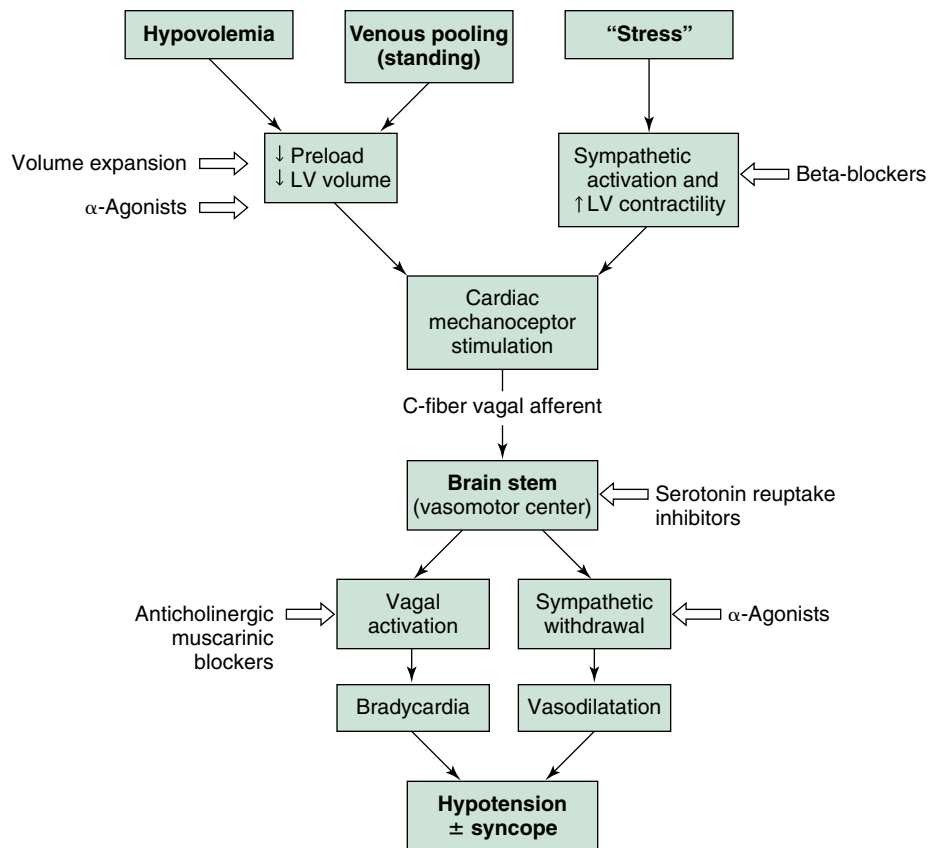 Hypovolemia
Venous pooling
(standing)
“Stress”
Volume expansion
α-Agonists
↓ Preload
↓ LV volume
Sympathetic
activation and
↑ LV contractility
Beta-blockers
Cardiac
mechanoceptor
stimulation
C-fiber vagal afferent
Brain stem
(vasomotor center)
Serotonin reuptake
inhibitors
Anticholinergic
muscarinic
blockers
Vagal
activation
Sympathetic
withdrawal
α-Agonists
Bradycardia
Vasodilatation
Hypotension
± syncope